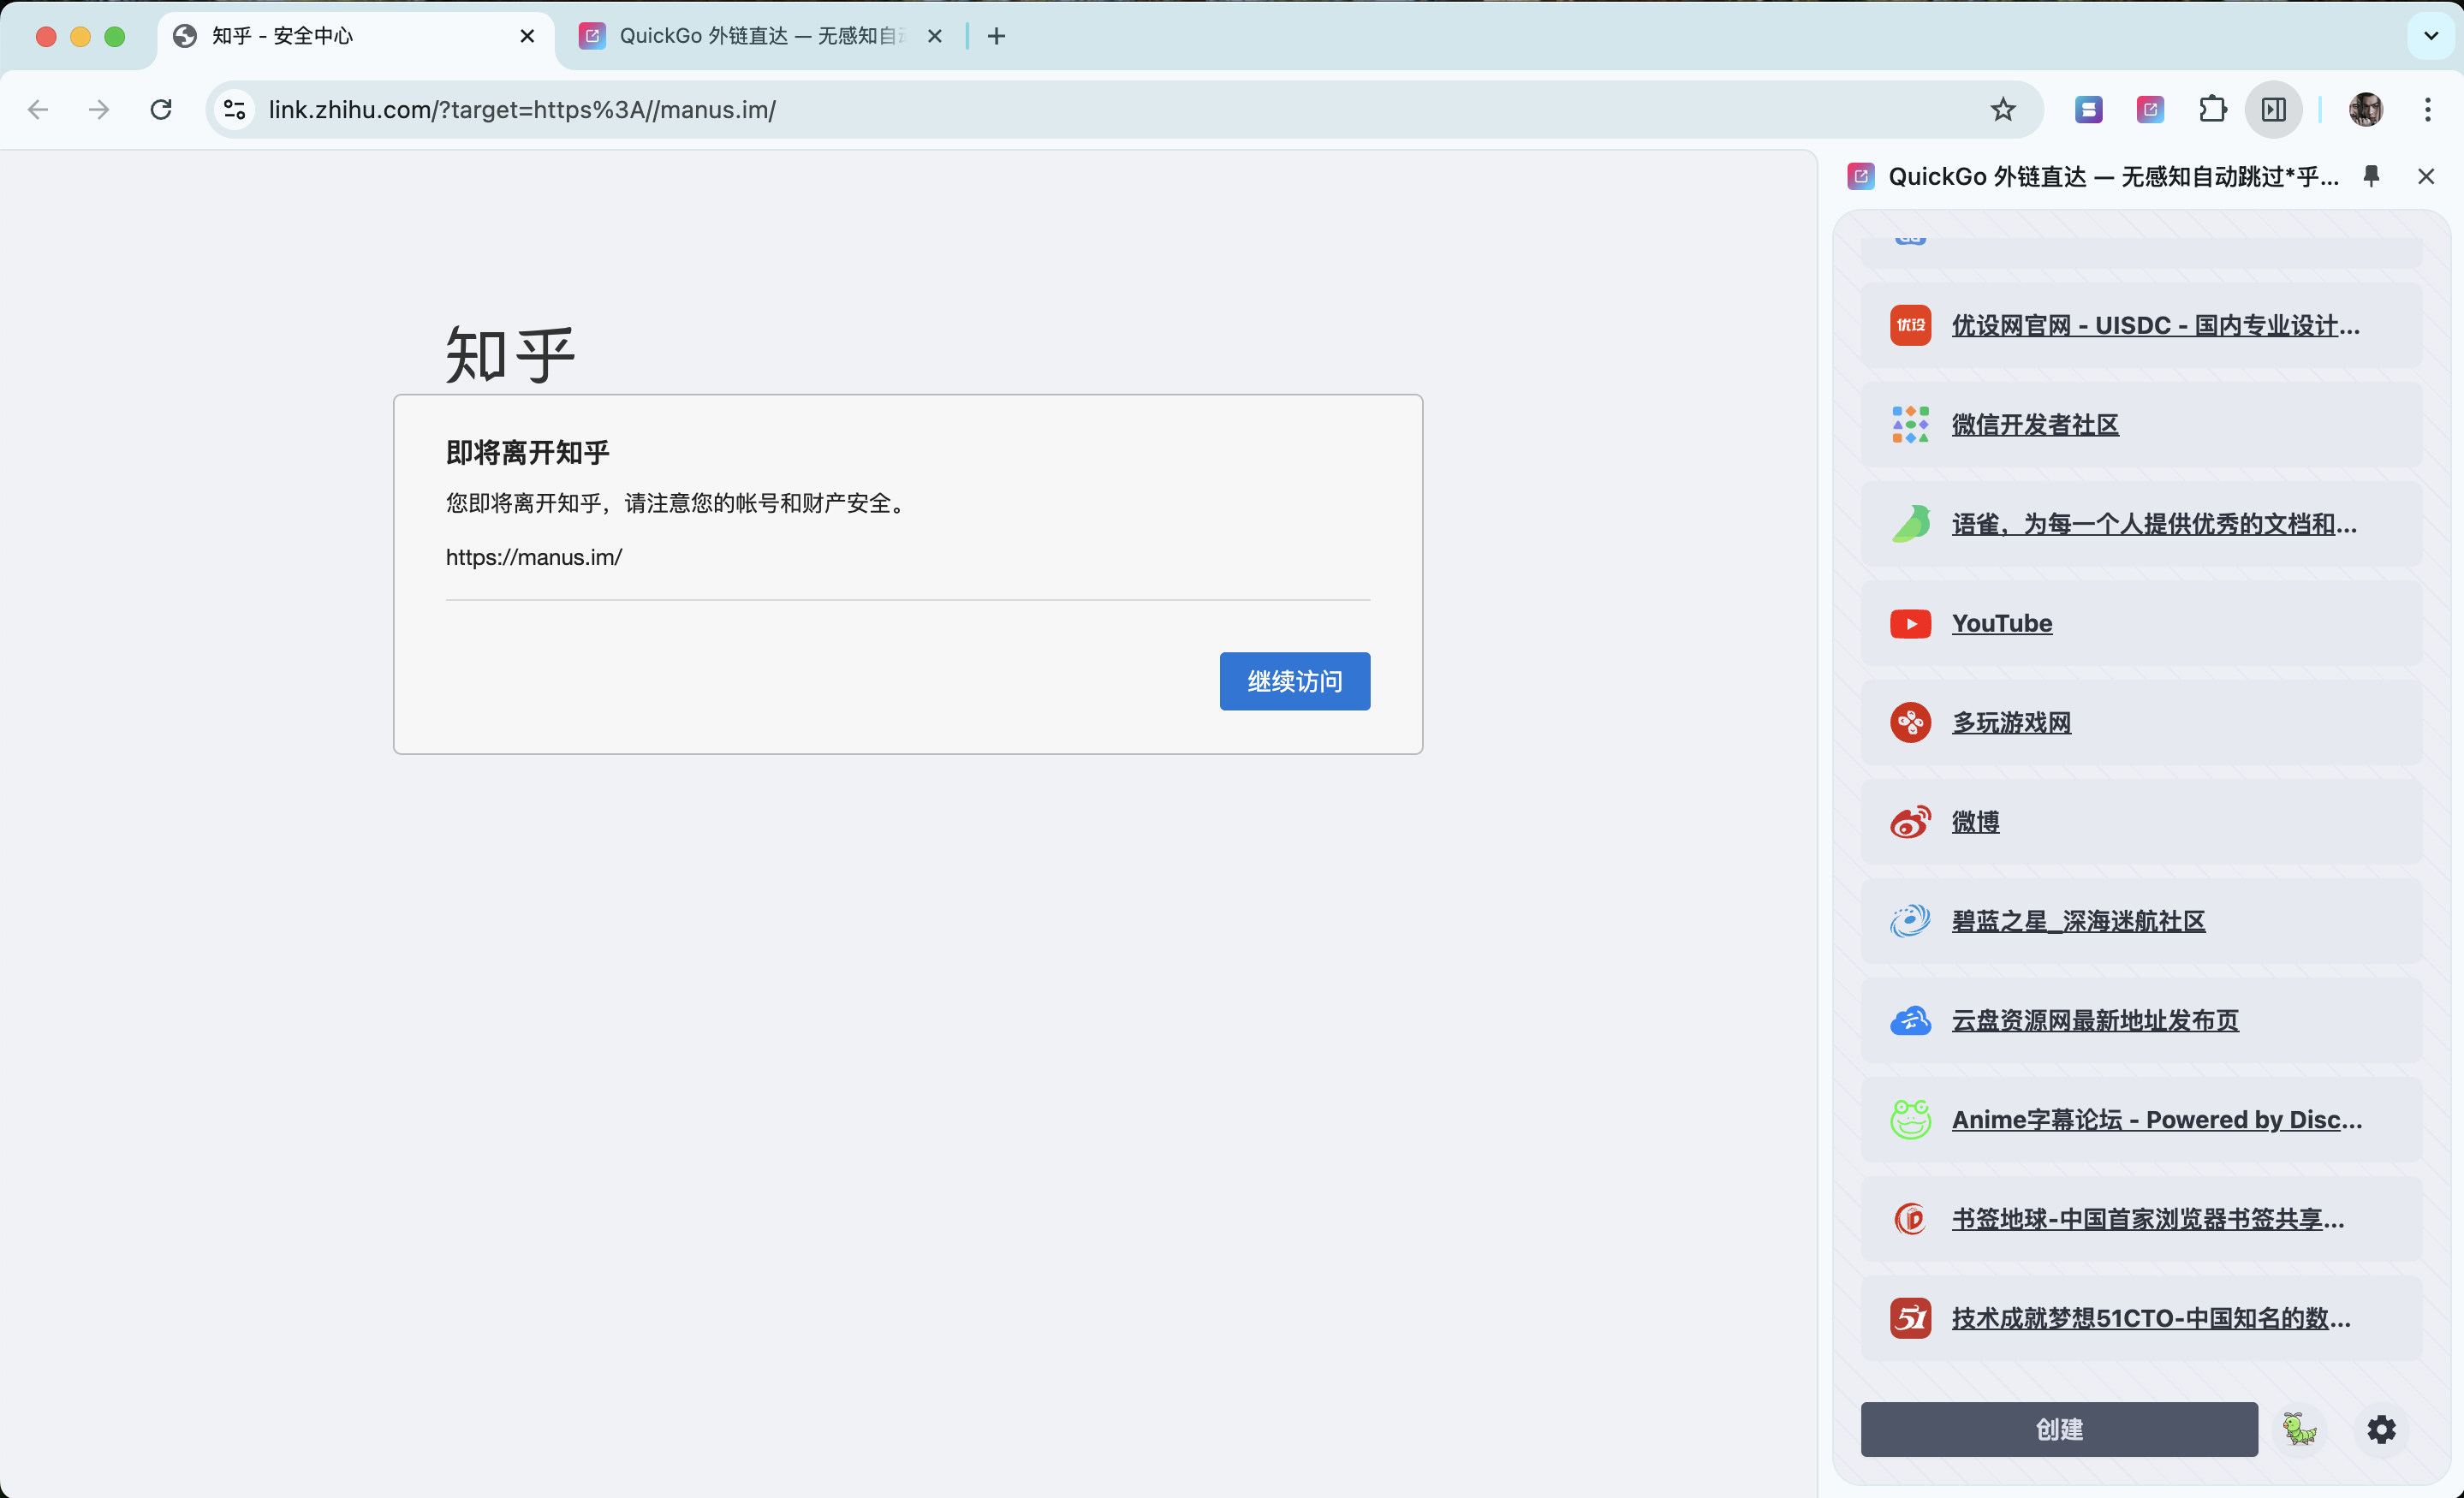 知乎 - 安全中心
QuickGo 外链直达 — 无感知自
link.zhihu.com/?target=https%3A//manus.im/
QuickGo 外链直达 — 无感知自动跳过*乎...
知乎
即将离开知乎
您即将离开知乎，请注意您的帐号和财产安全。
https://manus.im/
继续访问
优设
优设网官网 - UISDC - 国内专业设计...
微信开发者社区
语雀，为每一个人提供优秀的文档和...
YouTube
多玩游戏网
微博
碧蓝之星_深海迷航社区
云盘资源网最新地址发布页
Anime字幕论坛 - Powered by Disc...
书签地球-中国首家浏览器书签共享...
51
技术成就梦想51CTO-中国知名的数...
创建